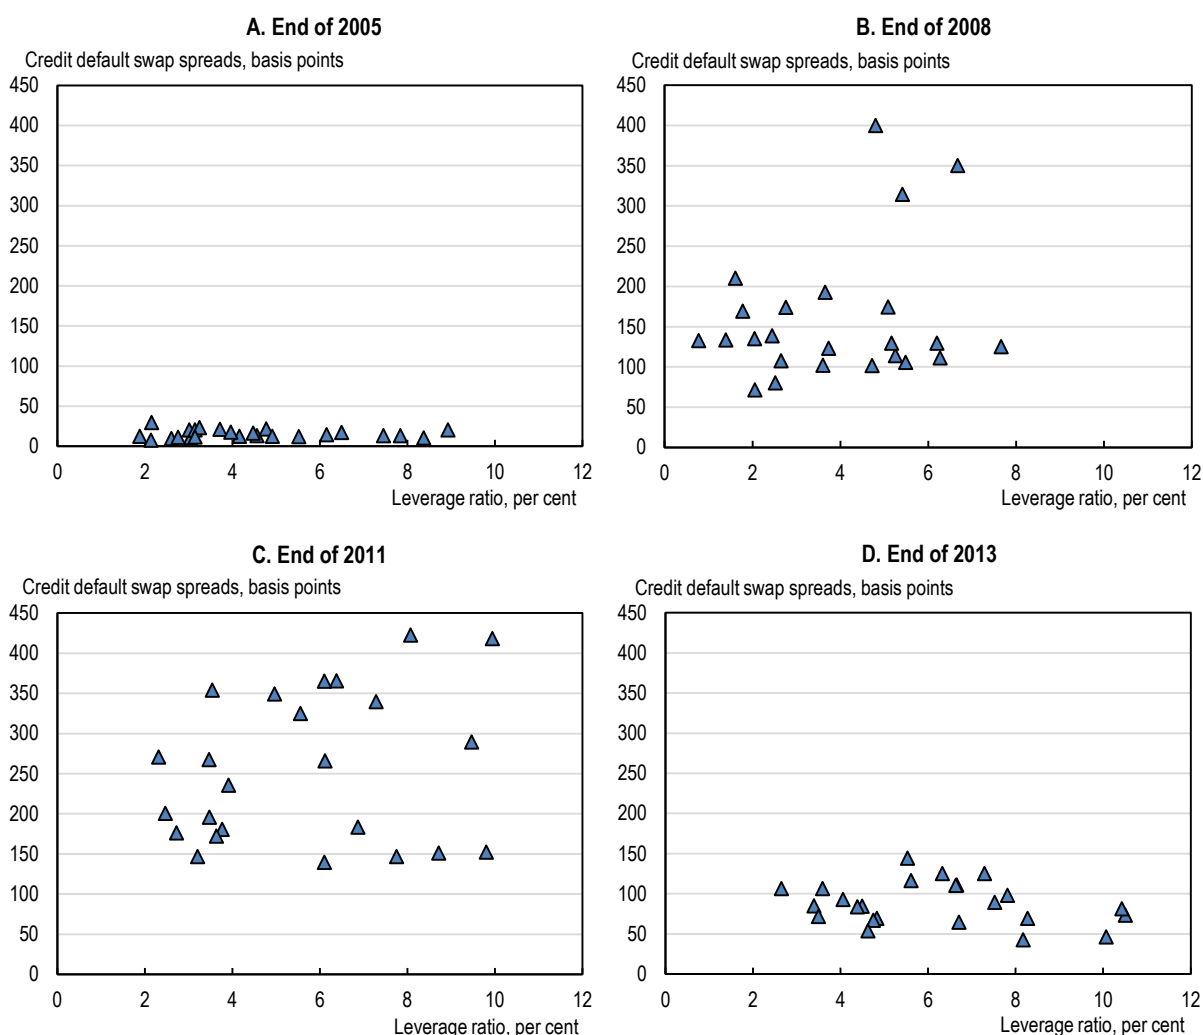 A. End of 2005
Credit default swap spreads, basis points
450
400
350
300
250
200
150
100
50
0
0 2 4 6 8 10 12
Leverage ratio, per cent
B. End of 2008
Credit default swap spreads, basis points
450
400
350
300
250
200
150
100
50
0
0 2 4 6 8 10 12
Leverage ratio, per cent
C. End of 2011
Credit default swap spreads, basis points
450
400
350
300
250
200
150
100
50
0
0 2 4 6 8 10 12
Leverage ratio, per cent
D. End of 2013
Credit default swap spreads, basis points
450
400
350
300
250
200
150
100
50
0
0 2 4 6 8 10 12
Leverage ratio, per cent